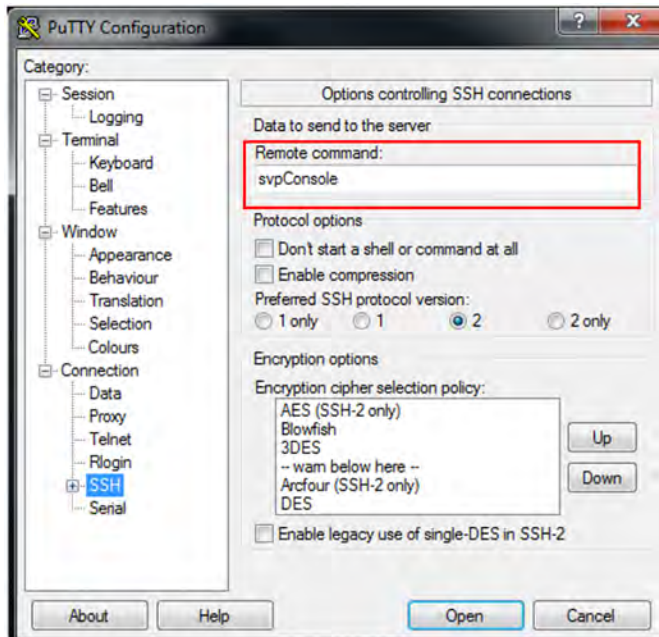 PuTTY Configuration
Category:
Session
Logging
Terminal
Keyboard
Bell
Features
Window
Appearance
Behaviour
Translation
Selection
Colours
Connection
Data
Proxy
Telnet
Rlogin
SSH
Serial
Options controlling SSH connections
Data to send to the server
Remote command:
svpConsole
Protocol options
Don't start a shell or command at all
Enable compression
Preferred SSH protocol version:
1 only 1 2 2 only
Encryption options
Encryption cipher selection policy:
AES (SSH-2 only)
Blowfish
3DES
-- warn below here --
Arcfour (SSH-2 only)
DES
Up
Down
Enable legacy use of single-DES in SSH-2
About Help Open Cancel